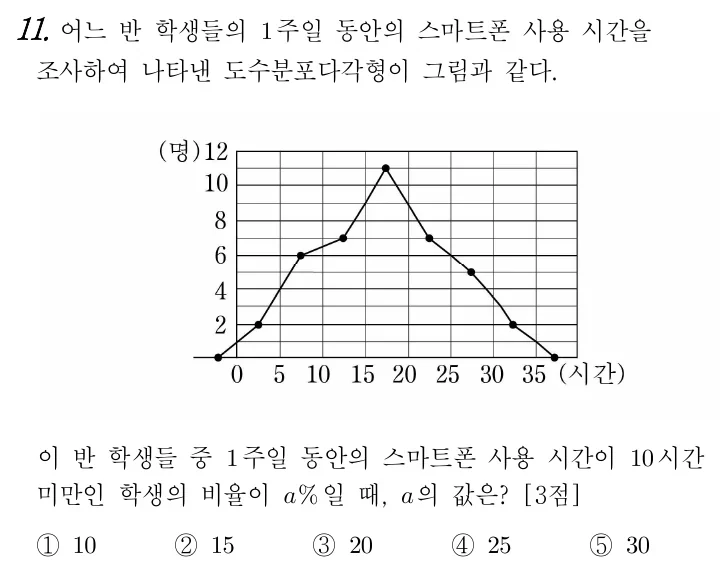 11. 어느 반 학생들의 1주일 동안의 스마트폰 사용 시간을
조사하여 나타낸 도수분포다각형이 그림과 같다.
(명) 12
10
8
6
4
2
0 5 10 15 20 25 30 35 (시간)
이 반 학생들 중 1주일 동안의 스마트폰 사용 시간이 10시간
미만인 학생의 비율이 a%일 때, a의 값은? [3점]
① 10 ② 15 ③ 20 ④ 25 ⑤ 30